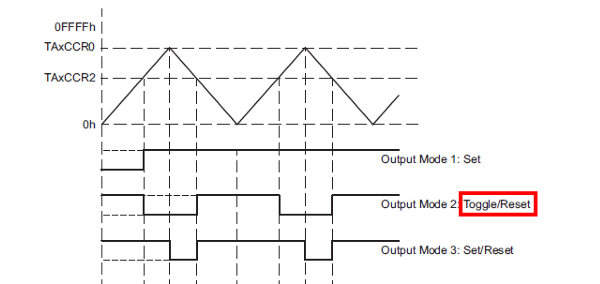 0FFFFh
TAxCCR0
TAxCCR2
0h
Output Mode 1: Set
Output Mode 2: Toggle/Reset
Output Mode 3: Set/Reset